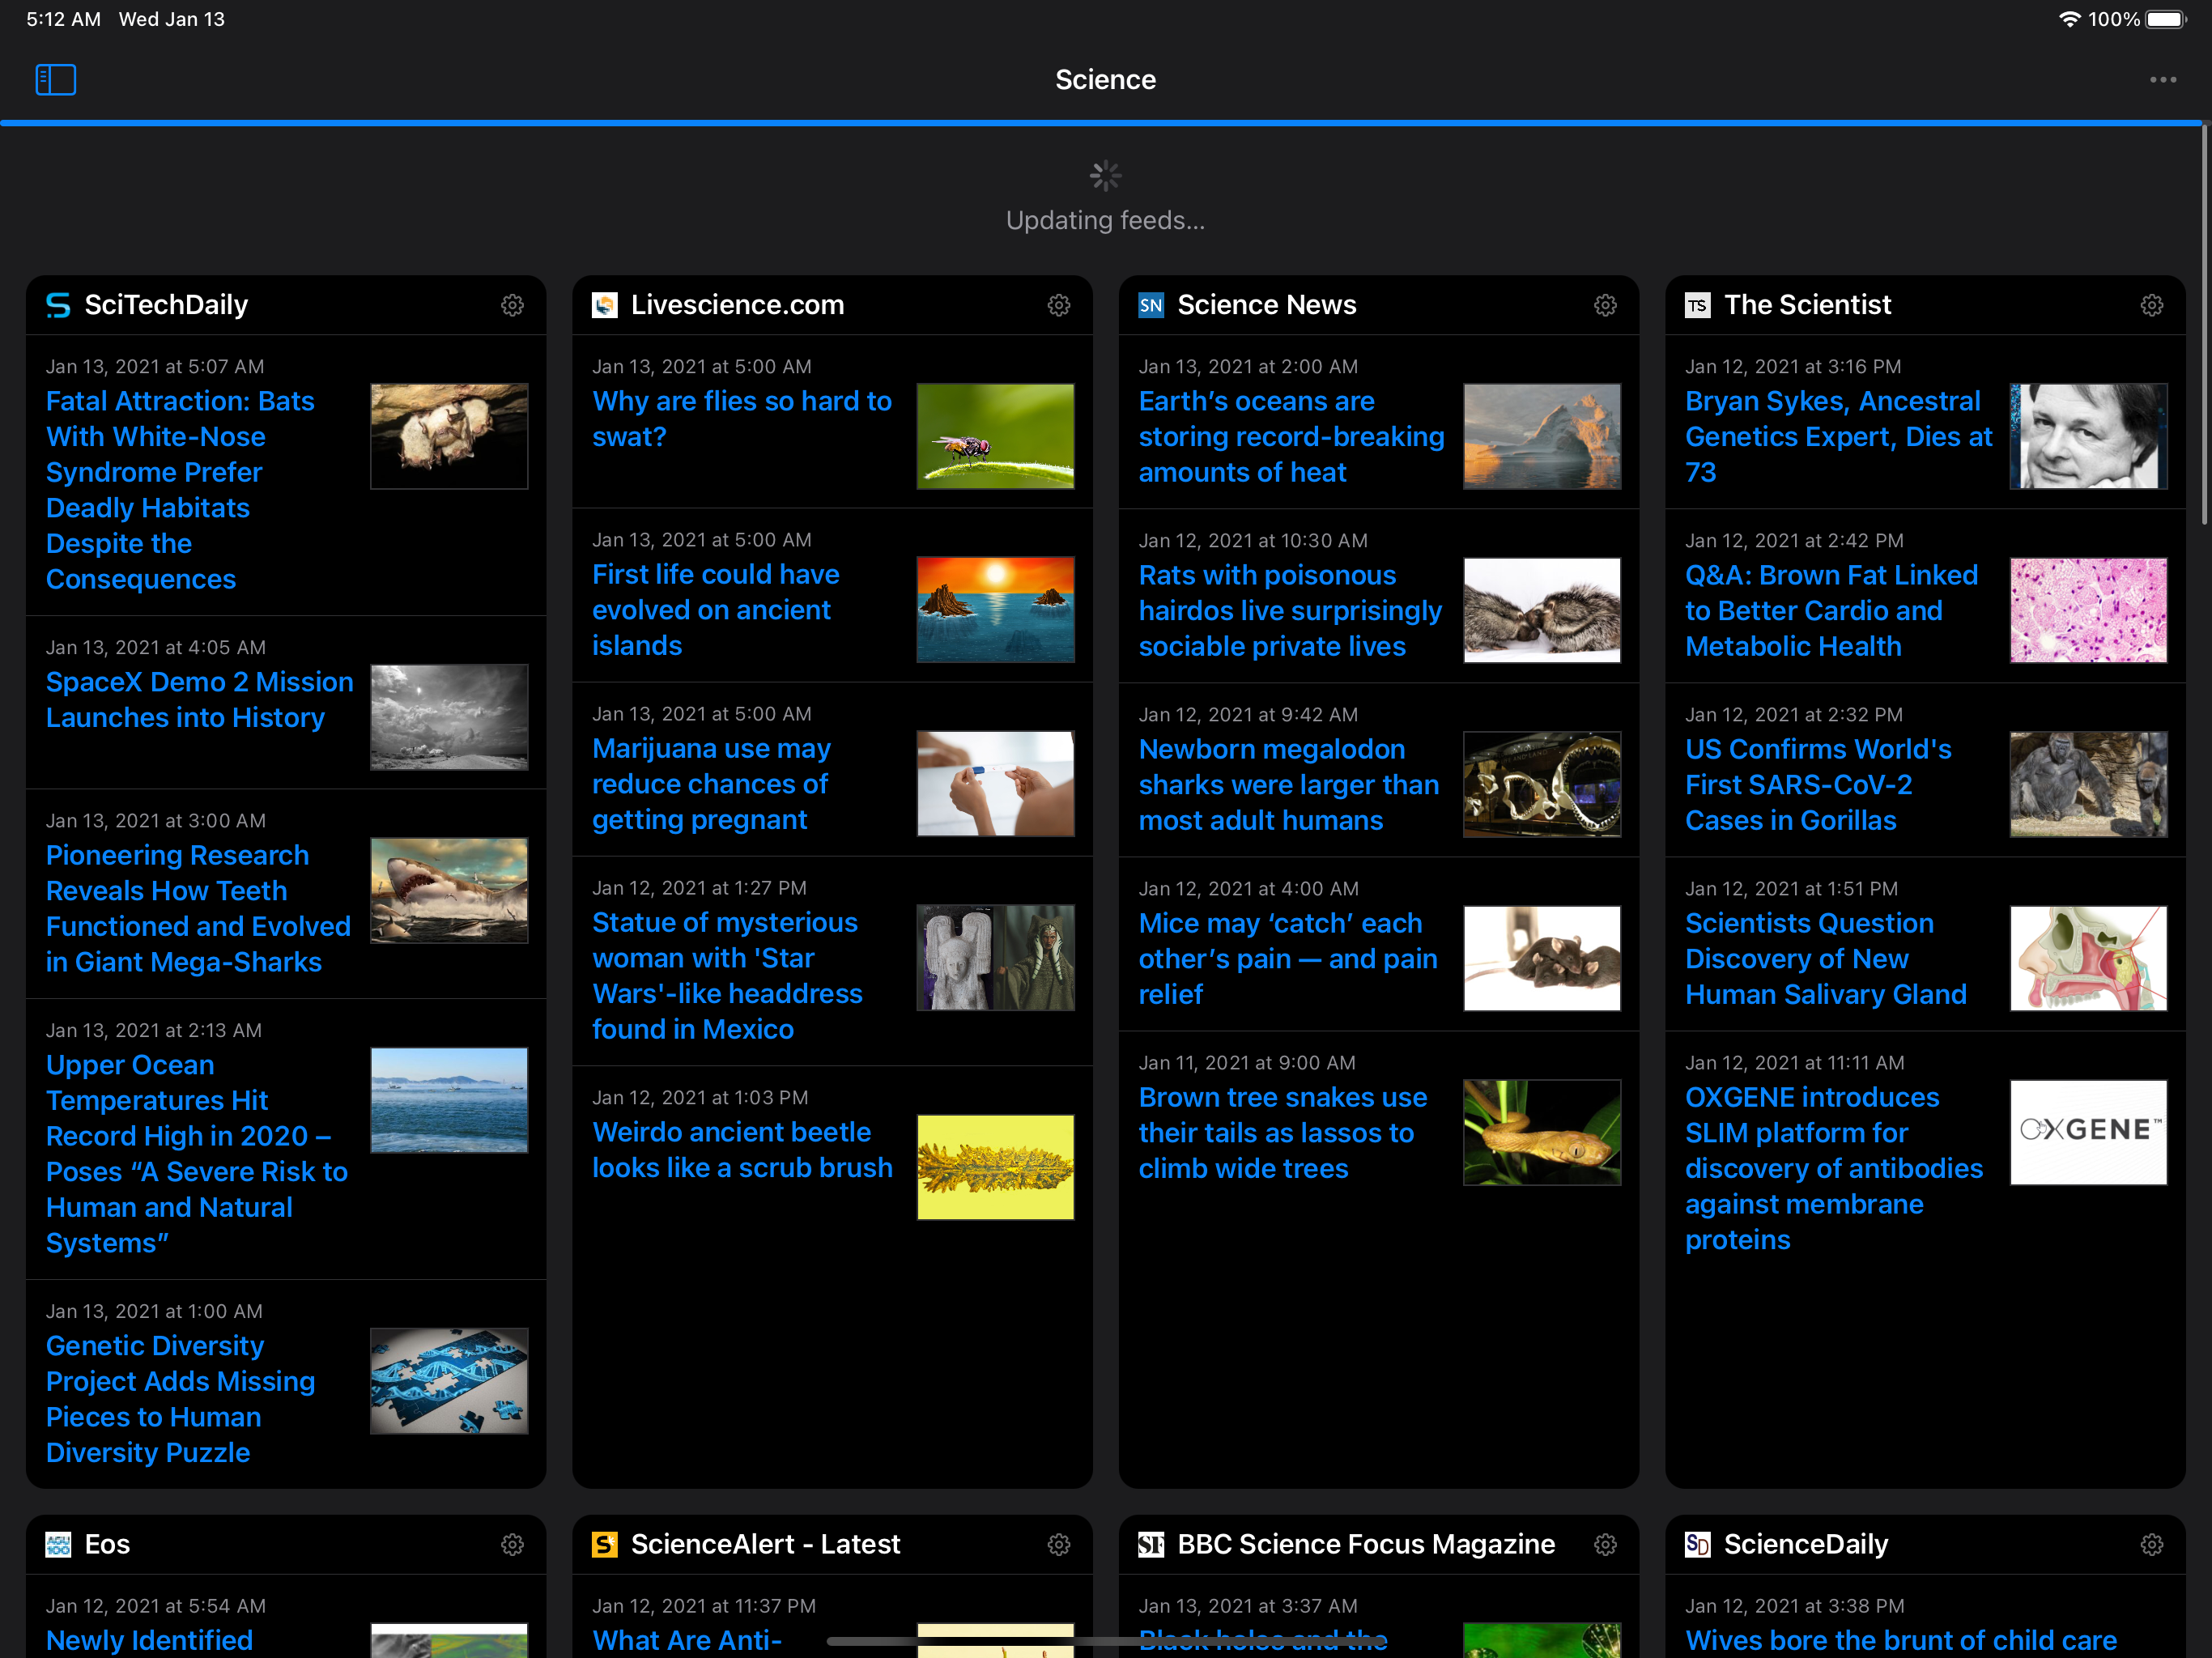 5:12 AM Wed Jan 13
100%
Science
Updating feeds...
SciTechDaily
Jan 13, 2021 at 5:07 AM
Fatal Attraction: Bats
With White-Nose
Syndrome Prefer
Deadly Habitats
Despite the
Consequences
Jan 13, 2021 at 4:05 AM
SpaceX Demo 2 Mission
Launches into History
Jan 13, 2021 at 3:00 AM
Pioneering Research
Reveals How Teeth
Functioned and Evolved
in Giant Mega-Sharks
Jan 13, 2021 at 2:13 AM
Upper Ocean
Temperatures Hit
Record High in 2020 –
Poses “A Severe Risk to
Human and Natural
Systems”
Jan 13, 2021 at 1:00 AM
Genetic Diversity
Project Adds Missing
Pieces to Human
Diversity Puzzle
Livescience.com
Jan 13, 2021 at 5:00 AM
Why are flies so hard to
swat?
Jan 13, 2021 at 5:00 AM
First life could have
evolved on ancient
islands
Jan 13, 2021 at 5:00 AM
Marijuana use may
reduce chances of
getting pregnant
Jan 12, 2021 at 1:27 PM
Statue of mysterious
woman with 'Star
Wars'-like headdress
found in Mexico
Jan 12, 2021 at 1:03 PM
Weirdo ancient beetle
looks like a scrub brush
SN Science News
Jan 13, 2021 at 2:00 AM
Earth’s oceans are
storing record-breaking
amounts of heat
Jan 12, 2021 at 10:30 AM
Rats with poisonous
hairdos live surprisingly
sociable private lives
Jan 12, 2021 at 9:42 AM
Newborn megalodon
sharks were larger than
most adult humans
Jan 12, 2021 at 4:00 AM
Mice may ‘catch’ each
other’s pain — and pain
relief
Jan 11, 2021 at 9:00 AM
Brown tree snakes use
their tails as lassos to
climb wide trees
TS The Scientist
Jan 12, 2021 at 3:16 PM
Bryan Sykes, Ancestral
Genetics Expert, Dies at
73
Jan 12, 2021 at 2:42 PM
Q&A: Brown Fat Linked
to Better Cardio and
Metabolic Health
Jan 12, 2021 at 2:32 PM
US Confirms World's
First SARS-CoV-2
Cases in Gorillas
Jan 12, 2021 at 1:51 PM
Scientists Question
Discovery of New
Human Salivary Gland
Jan 12, 2021 at 11:11 AM
OXGENE introduces
SLIM platform for
discovery of antibodies
against membrane
proteins
OXGENE™
AGU 100 Eos
Jan 12, 2021 at 5:54 AM
Newly Identified
S ScienceAlert - Latest
Jan 12, 2021 at 11:37 PM
What Are Anti-
SF BBC Science Focus Magazine
Jan 13, 2021 at 3:37 AM
Black holes and the
SD ScienceDaily
Jan 12, 2021 at 3:38 PM
Wives bore the brunt of child care